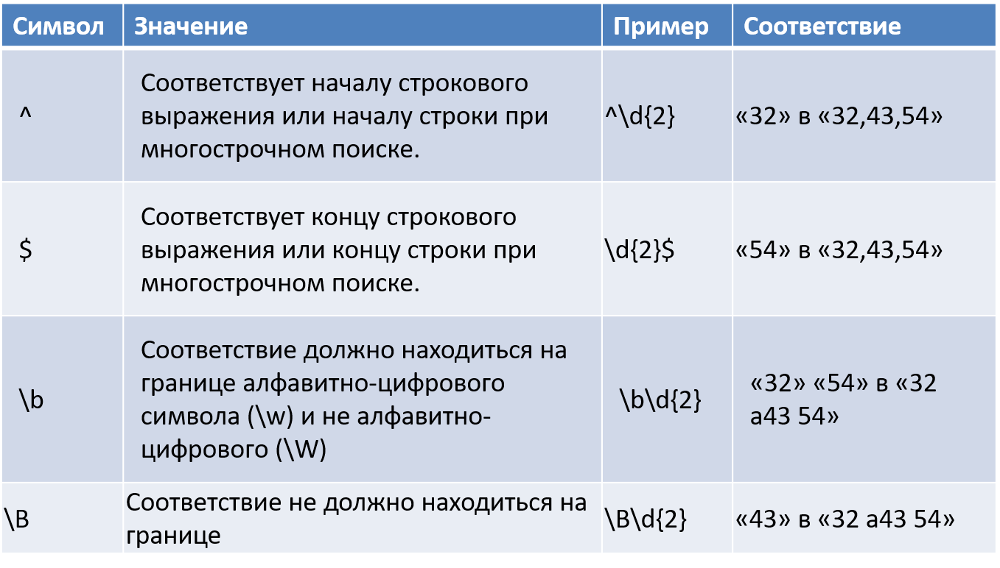 Символ Значение Пример Соответствие
^ Соответствует началу строкового
выражения или началу строки при
многострочном поиске. ^\d{2} «32» в «32,43,54»
$ Соответствует концу строкового
выражения или концу строки при
многострочном поиске. \d{2}$ «54» в «32,43,54»
\b Соответствие должно находиться на
границе алфавитно-цифрового
символа (\w) и не алфавитно-
цифрового (\W) \b\d{2} «32» «54» в «32
a43 54»
\B Соответствие не должно находиться на
границе \B\d{2} «43» в «32 a43 54»